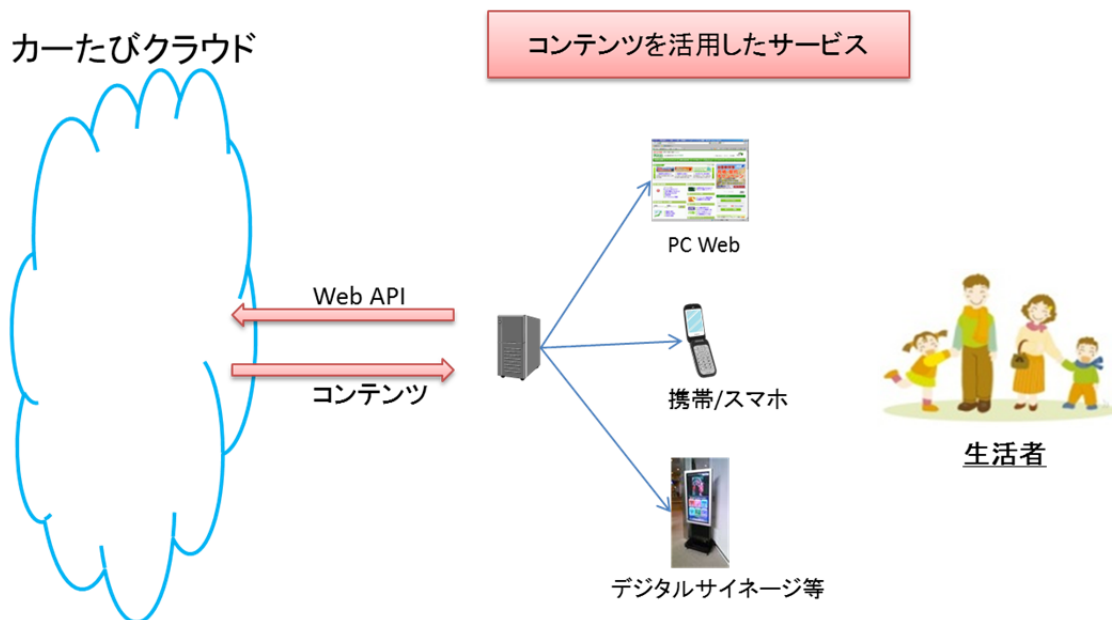 カーたびクラウド
コンテンツを活用したサービス
PC Web
Web API
コンテンツ
携帯/スマホ
生活者
デジタルサイネージ等